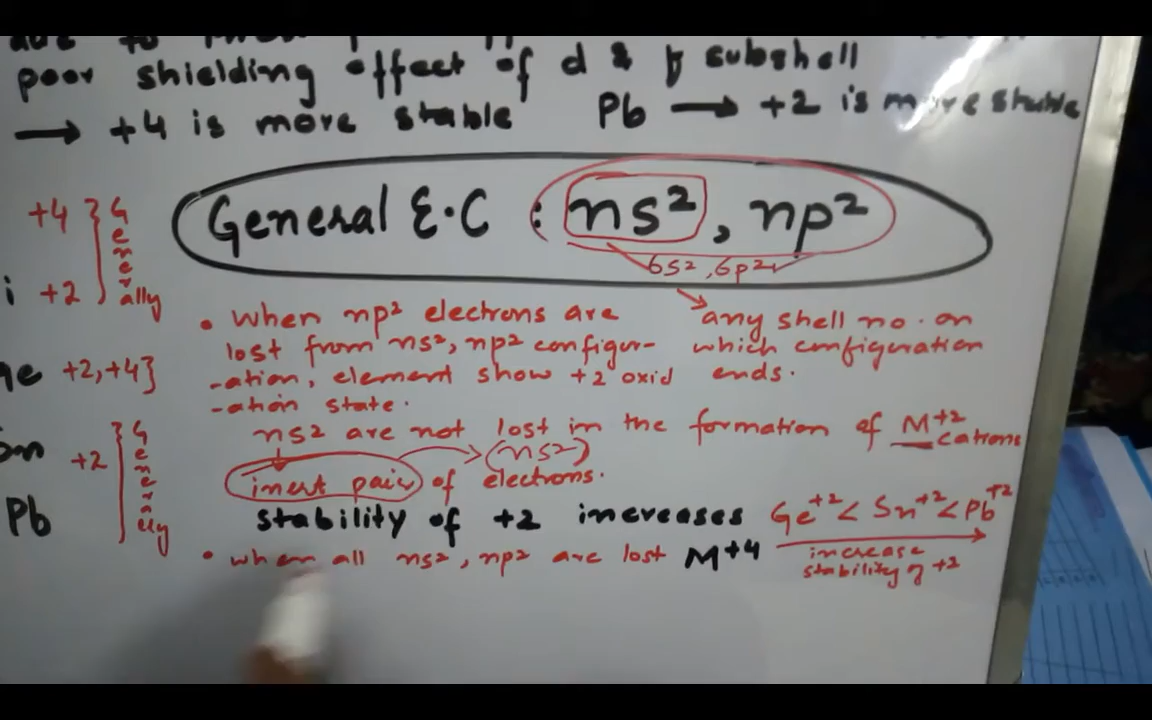 due to
poor shielding effect of d & f subshell
→ +4 is more stable Pb → +2 is more stable
+4 } Generally
i +2
General E.C : ns², np²
6s², 6p²
• when np² electrons are
lost from ns², np² configur-
-ation, element show +2 oxid
-ation state.
→ any shell no. on
which configuration
ends.
Ge +2, +4}
ns2 are not lost in the formation of M+2
cations
+2 } Generally
Pb
inert pair of electrons. → (ns²)
stability of +2 increases Ge+2 < Sn+2 < Pb+2
increase
stability of +2
• when all ns², np² are lost M+4